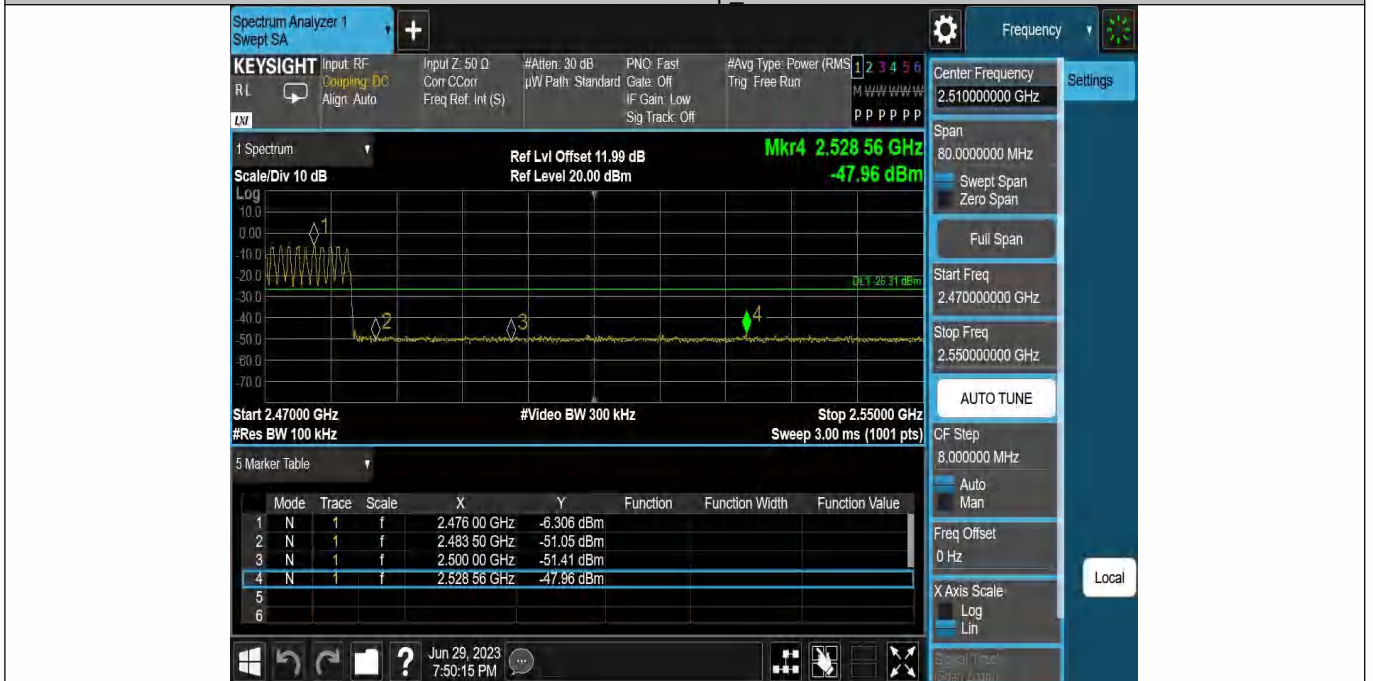 Spectrum Analyzer 1
Swept SA
+
Frequency
KEYSIGHT
RL
LXI
Input: RF
Coupling: DC
Align: Auto
Input Z: 50 Ω
Corr CCorr
Freq Ref: Int (S)
#Atten: 30 dB
µW Path: Standard
PNO: Fast
Gate: Off
IF Gain: Low
Sig Track: Off
#Avg Type: Power (RMS
Trig: Free Run
1 2 3 4 5 6
M W W W W W
P P P P P P
1 Spectrum
Scale/Div 10 dB
Ref Lvl Offset 11.99 dB
Ref Level 20.00 dBm
Mkr4 2.528 56 GHz
-47.96 dBm
Log
10.0
0.00
-10.0
-20.0
-30.0
-40.0
-50.0
-60.0
-70.0
1
2
3
4
DL1 -26.31 dBm
Start 2.47000 GHz
#Video BW 300 kHz
Stop 2.55000 GHz
#Res BW 100 kHz
Sweep 3.00 ms (1001 pts)
5 Marker Table
Mode Trace Scale X Y Function Function Width Function Value
1 N 1 f 2.476 00 GHz -6.306 dBm
2 N 1 f 2.483 50 GHz -51.05 dBm
3 N 1 f 2.500 00 GHz -51.41 dBm
4 N 1 f 2.528 56 GHz -47.96 dBm
5
6
?
Jun 29, 2023
7:50:15 PM
Center Frequency
2.510000000 GHz
Settings
Span
80.0000000 MHz
Swept Span
Zero Span
Full Span
Start Freq
2.470000000 GHz
Stop Freq
2.550000000 GHz
AUTO TUNE
CF Step
8.000000 MHz
Auto
Man
Freq Offset
0 Hz
X Axis Scale
Log
Lin
Local
Signal Track
(Span Zoom)